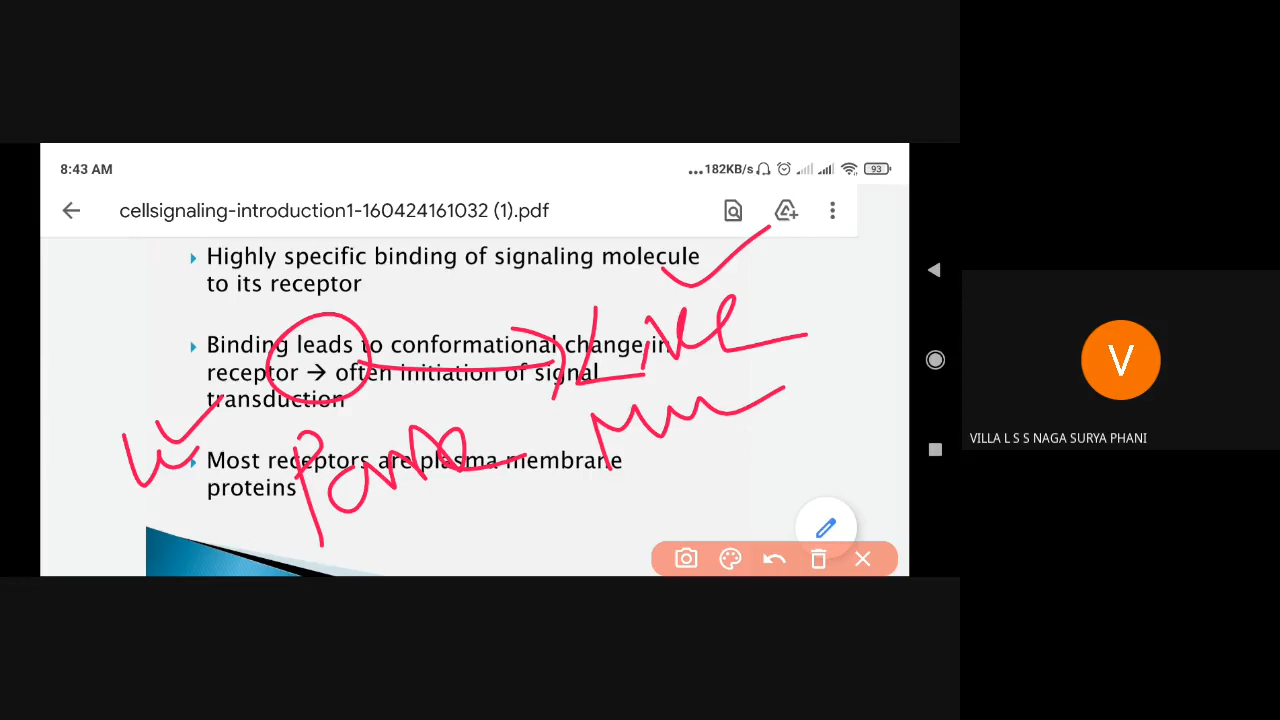 8:43 AM
...182KB/s
93
cellsignaling-introduction1-160424161032 (1).pdf
Highly specific binding of signaling molecule
to its receptor
Binding leads to conformational change in
receptor → often initiation of signal
transduction
Most receptors are plasma membrane
proteins
V
VILLA L S S NAGA SURYA PHANI